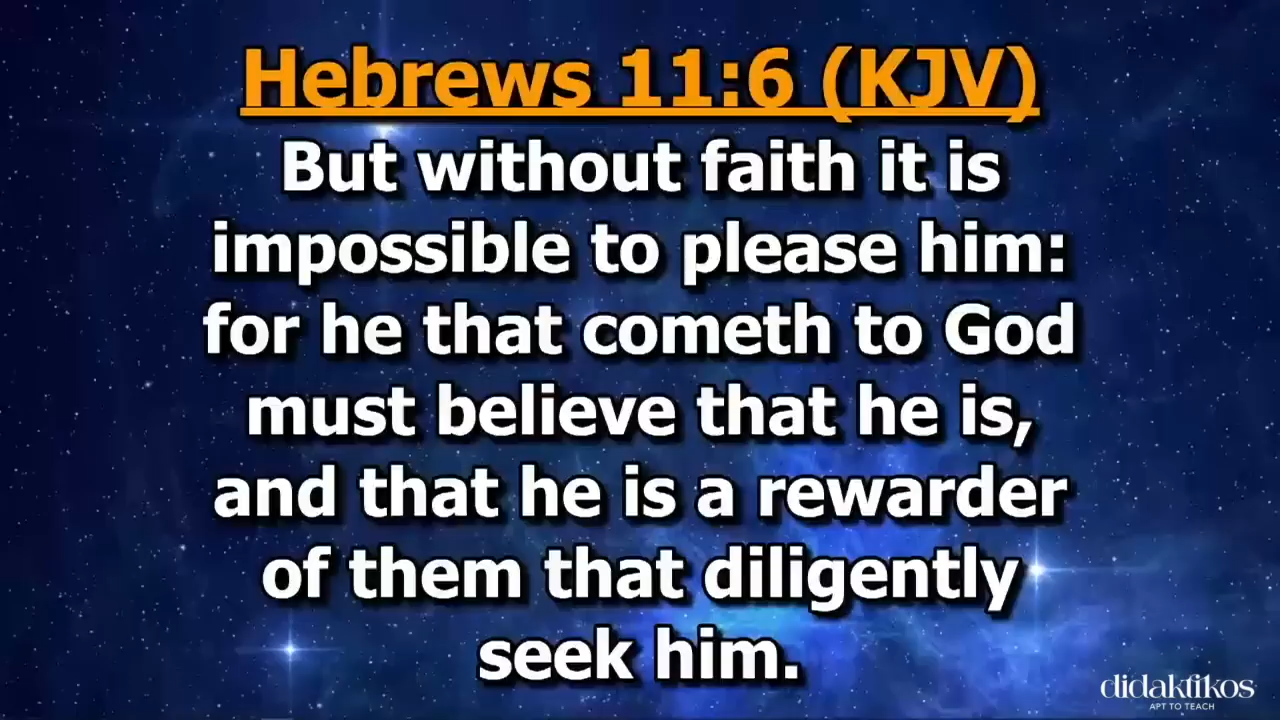 Hebrews 11:6 (KJV)
But without faith it is
impossible to please him:
for he that cometh to God
must believe that he is,
and that he is a rewarder
of them that diligently
seek him.
didaktikos
APT TO TEACH